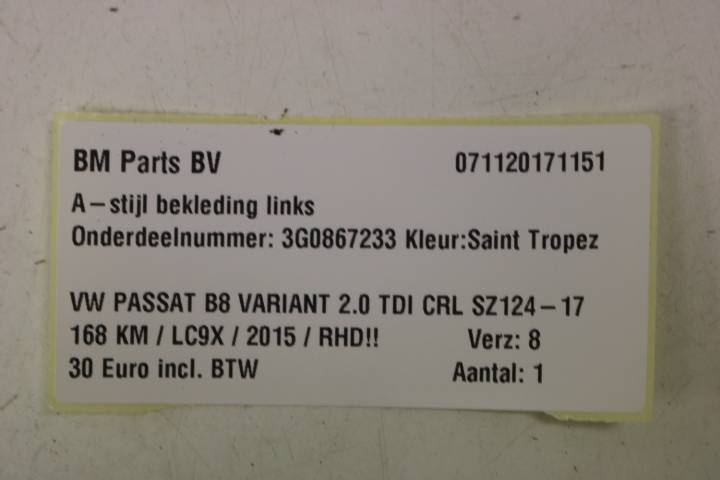 BM Parts BV 071120171151
A-stijl bekleding links
Onderdeelnummer: 3G0867233 Kleur:Saint Tropez
VW PASSAT B8 VARIANT 2.0 TDI CRL SZ124-17
168 KM / LC9X / 2015 / RHD!! Verz: 8
30 Euro incl. BTW Aantal: 1